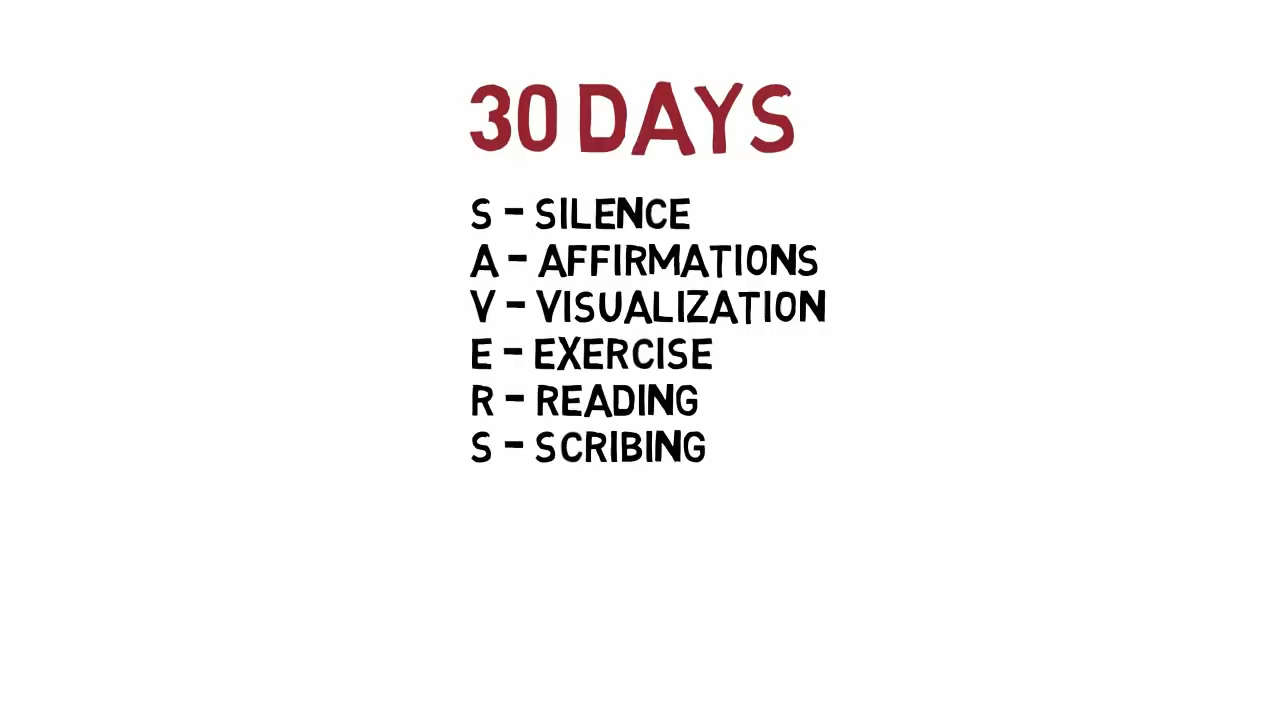 30 DAYS
S - SILENCE
A - AFFIRMATIONS
V - VISUALIZATION
E - EXERCISE
R - READING
S - SCRIBING